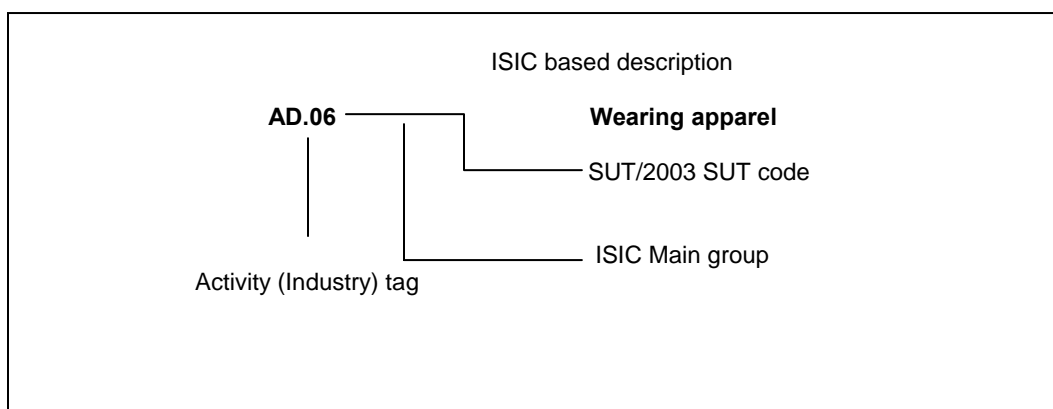 ISIC based description
AD.06 Wearing apparel
SUT/2003 SUT code
ISIC Main group
Activity (Industry) tag